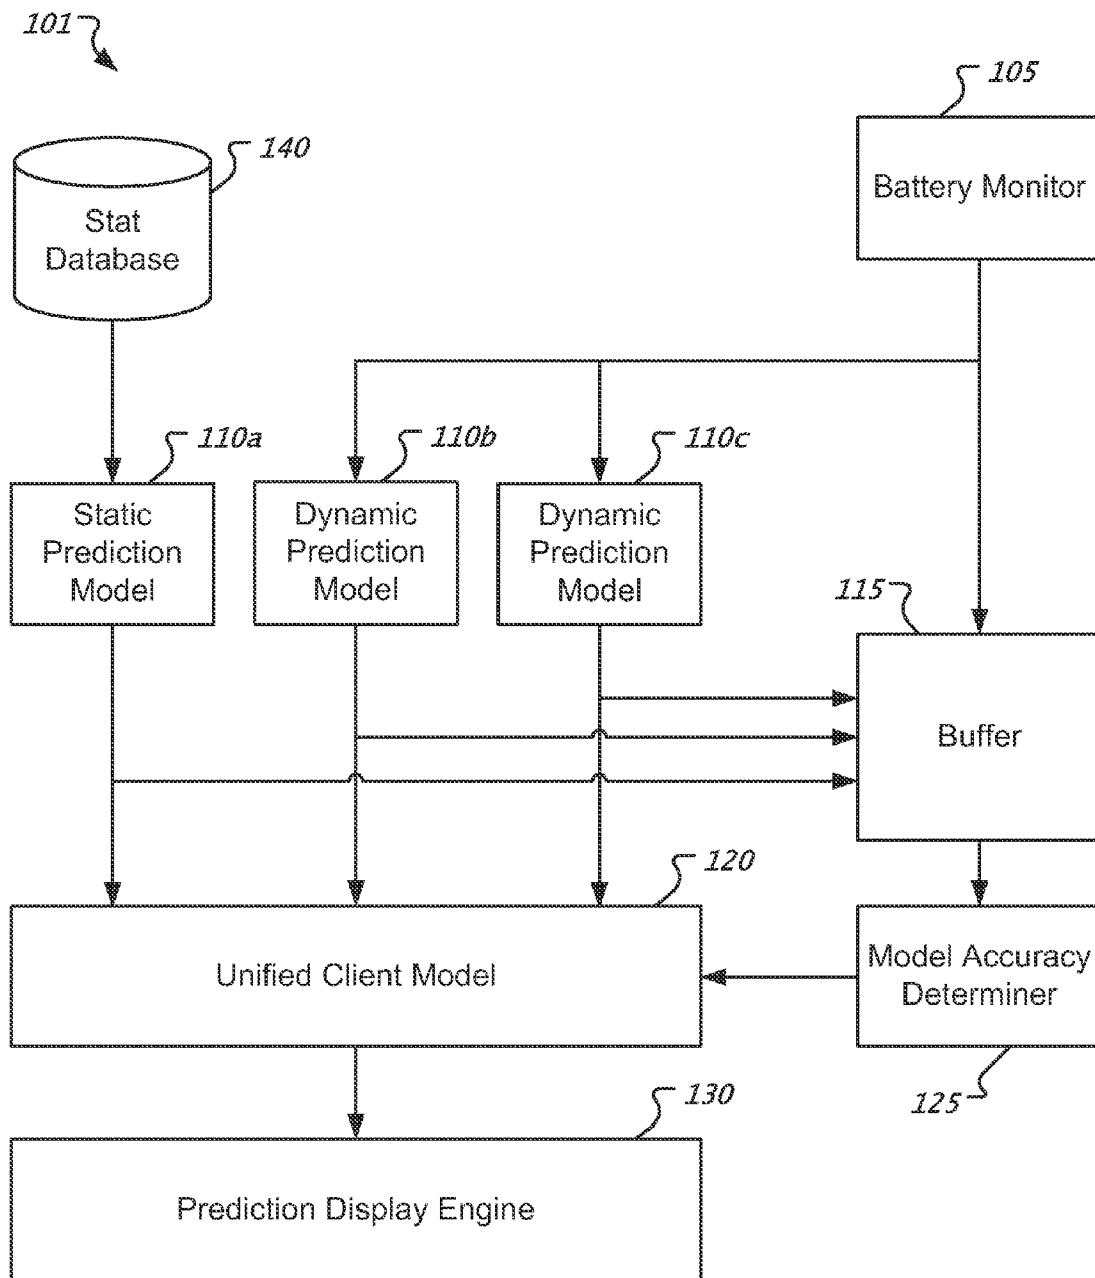 101
105
140
Battery Monitor
Stat
Database
110a
110b
110c
Static
Prediction
Model
Dynamic
Prediction
Model
Dynamic
Prediction
Model
115
Buffer
120
Unified Client Model
Model Accuracy
Determiner
125
130
Prediction Display Engine